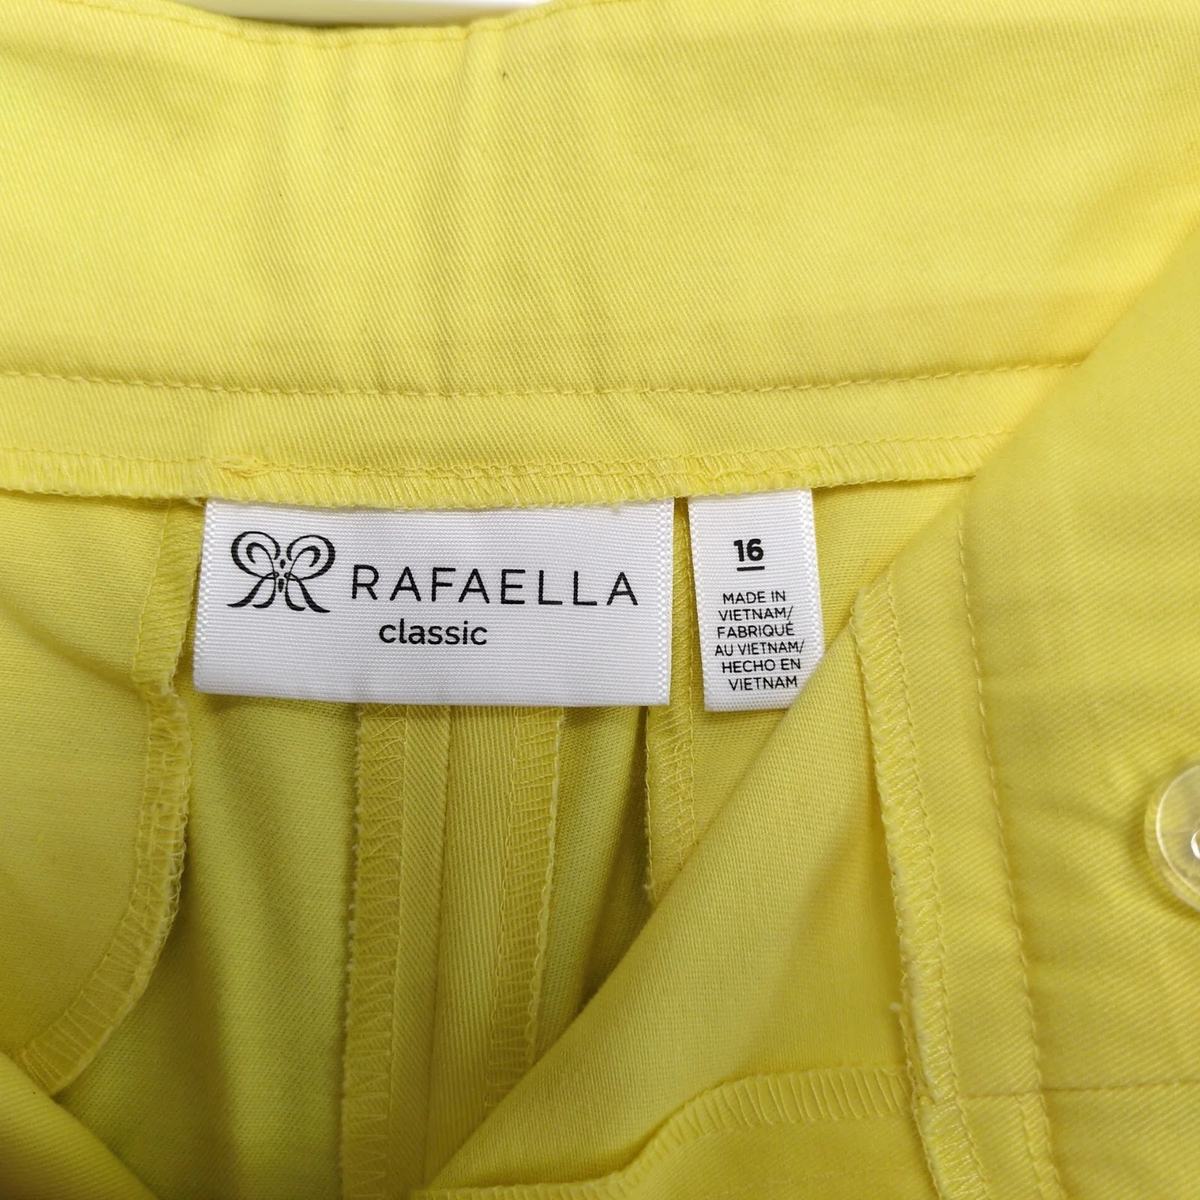 RAFAELLA
classic
16
MADE IN
VIETNAM/
FABRIQUÉ
AU VIETNAM/
HECHO EN
VIETNAM